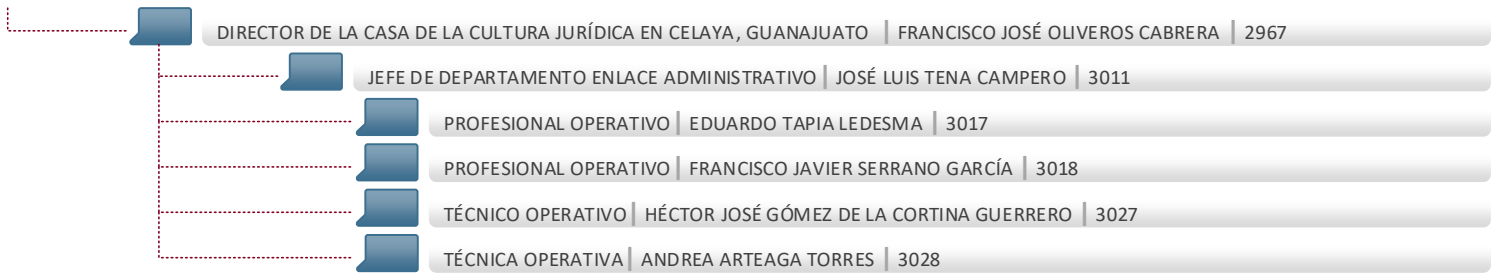 DIRECTOR DE LA CASA DE LA CULTURA JURÍDICA EN CELAYA, GUANAJUATO | FRANCISCO JOSÉ OLIVEROS CABRERA | 2967
JEFE DE DEPARTAMENTO ENLACE ADMINISTRATIVO | JOSÉ LUIS TENA CAMPERO | 3011
PROFESIONAL OPERATIVO | EDUARDO TAPIA LEDESMA | 3017
PROFESIONAL OPERATIVO | FRANCISCO JAVIER SERRANO GARCÍA | 3018
TÉCNICO OPERATIVO | HÉCTOR JOSÉ GÓMEZ DE LA CORTINA GUERRERO | 3027
TÉCNICA OPERATIVA | ANDREA ARTEAGA TORRES | 3028